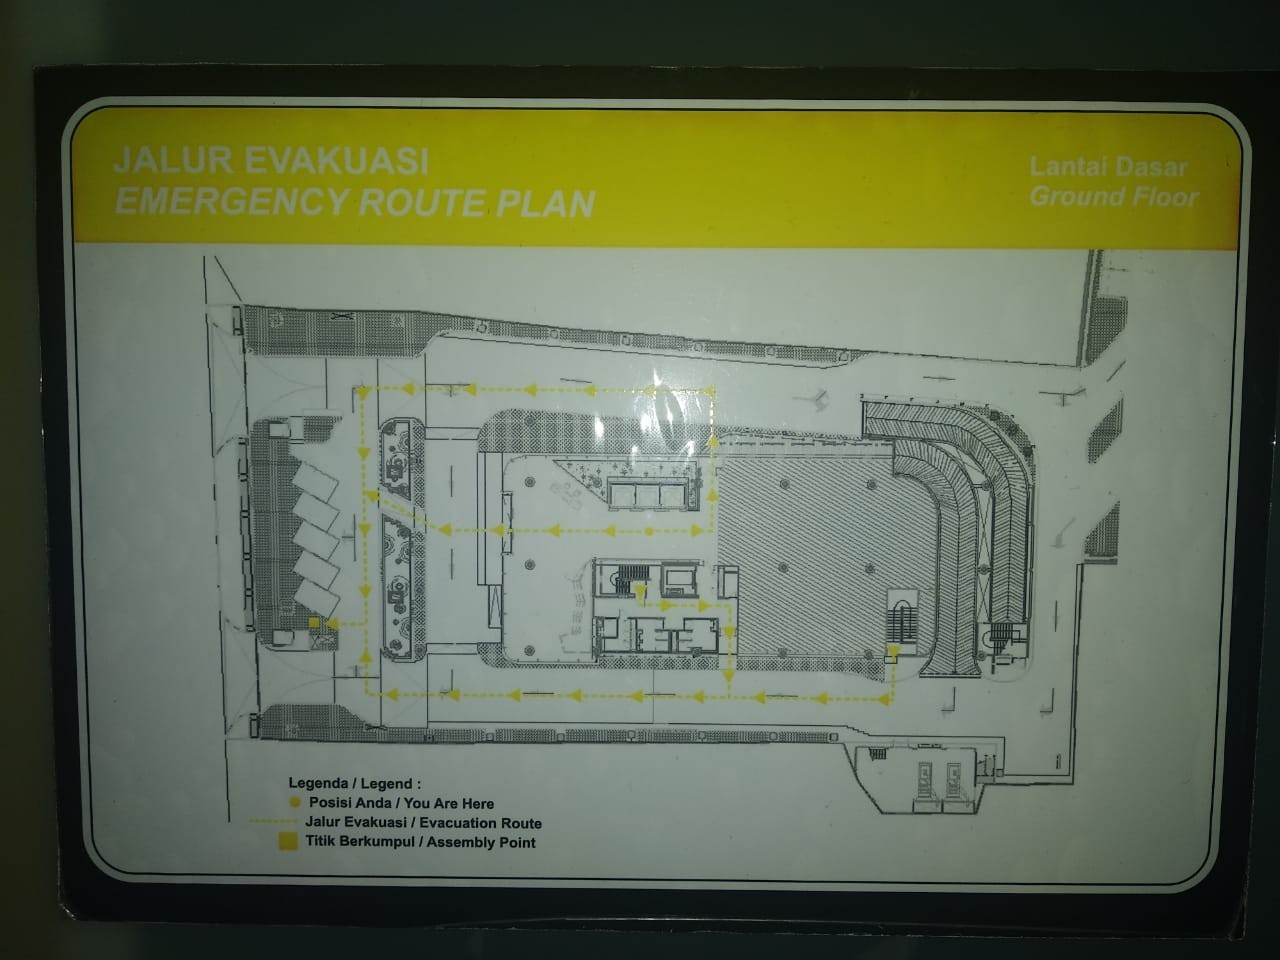 JALUR EVAKUASI
EMERGENCY ROUTE PLAN
Lantai Dasar
Ground Floor
Legenda / Legend :
Posisi Anda / You Are Here
Jalur Evakuasi / Evacuation Route
Titik Berkumpul / Assembly Point